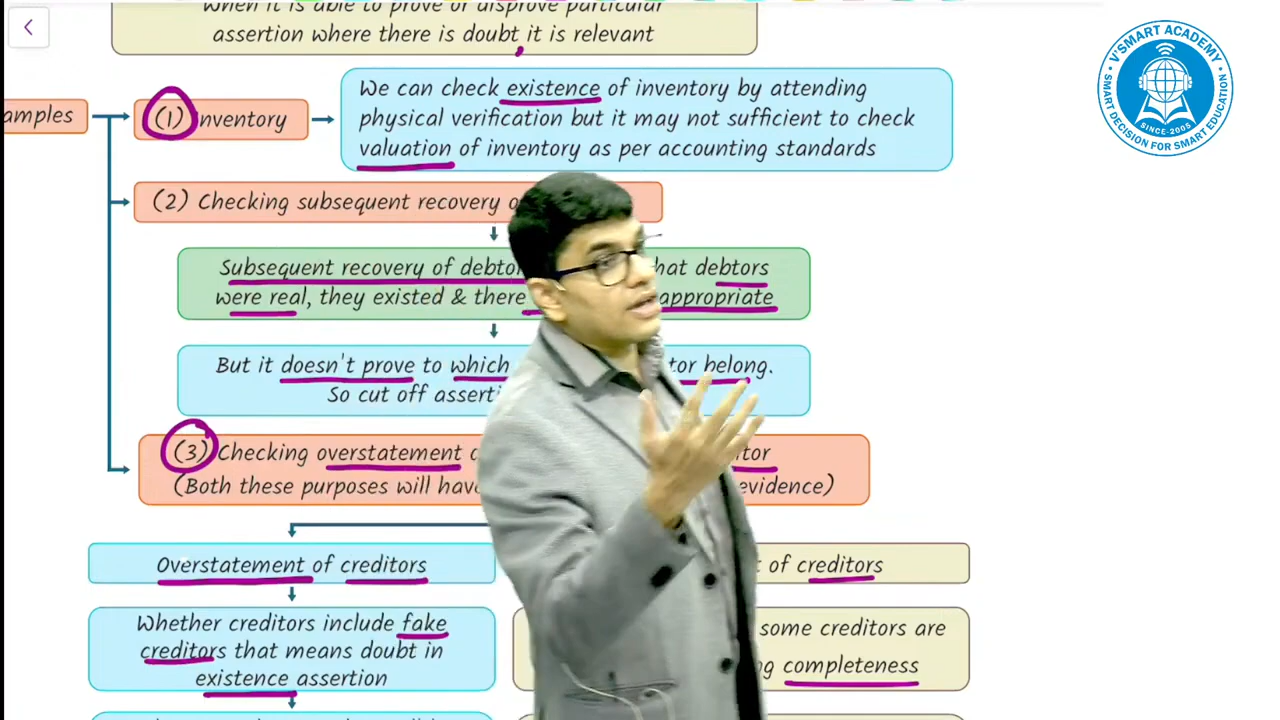 When it is able to prove or disprove particular
assertion where there is doubt, it is relevant
amples
(1) Inventory
We can check existence of inventory by attending
physical verification but it may not sufficient to check
valuation of inventory as per accounting standards
(2) Checking subsequent recovery o
Subsequent recovery of debtor hat debtors
were real, they existed & there appropriate
But it doesn't prove to which tor belong.
So cut off asserti
(3) Checking overstatement itor
(Both these purposes will have evidence)
Overstatement of creditors
t of creditors
Whether creditors include fake
creditors that means doubt in
existence assertion
some creditors are
ng completeness
V'SMART ACADEMY
SINCE-2005
SMART DECISION FOR SMART EDUCATION